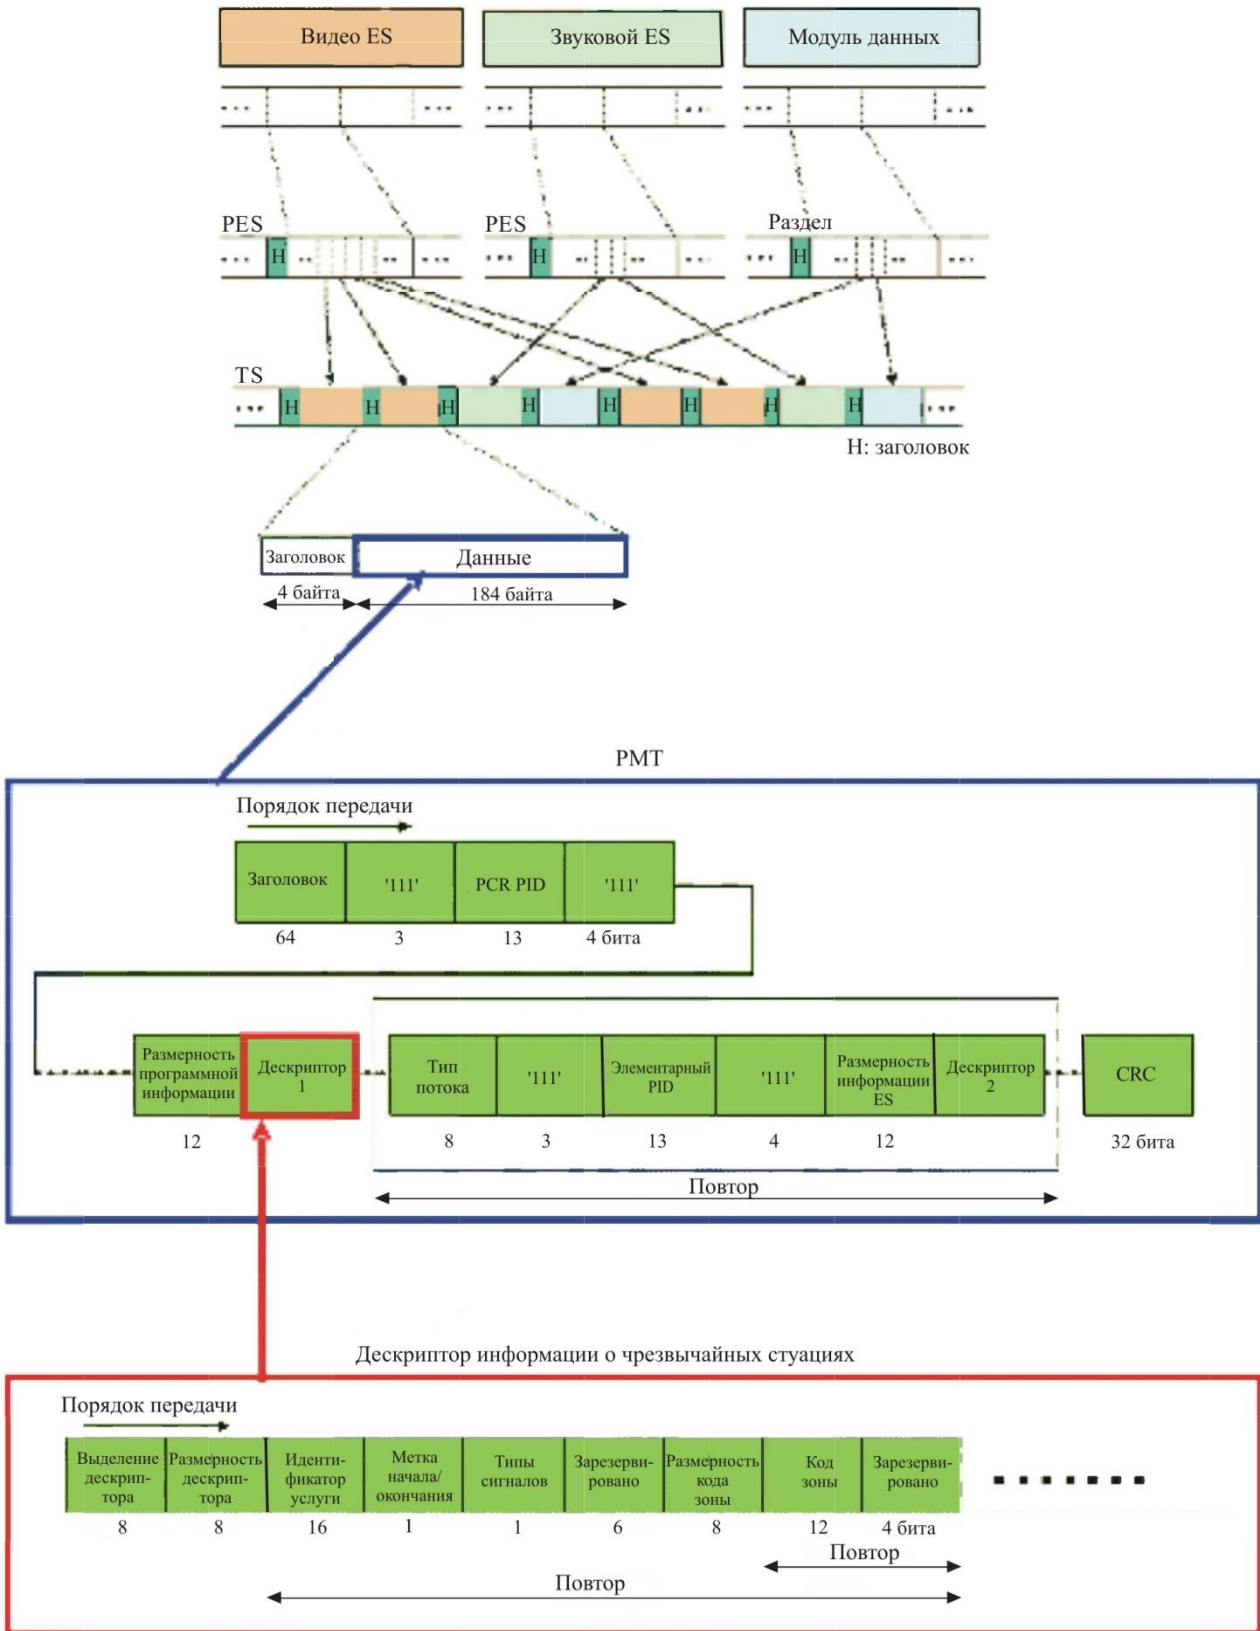 Видео ES
Звуковой ES
Модуль данных
PES
PES
Раздел
H
H
H
TS
H
H
H
H
H
H
H
H
H: заголовок
Заголовок
Данные
4 байта
184 байта
PMT
Порядок передачи
Заголовок
'111'
PCR PID
'111'
64
3
13
4 бита
Размерность
программной
информации
Дескриптор
1
Тип
потока
'111'
Элементарный
PID
'111'
Размерность
информации
ES
Дескриптор
2
CRC
12
8
3
13
4
12
32 бита
Повтор
Дескриптор информации о чрезвычайных стуациях
Порядок передачи
Выделение
дескрип-
тора
Размерность
дескрип-
тора
Иденти-
фикатор
услуги
Метка
начала/
окончания
Типы
сигналов
Зарезерви-
ровано
Размерность
кода
зоны
Код
зоны
Зарезерви-
ровано
8
8
16
1
1
6
8
12
4 бита
Повтор
Повтор